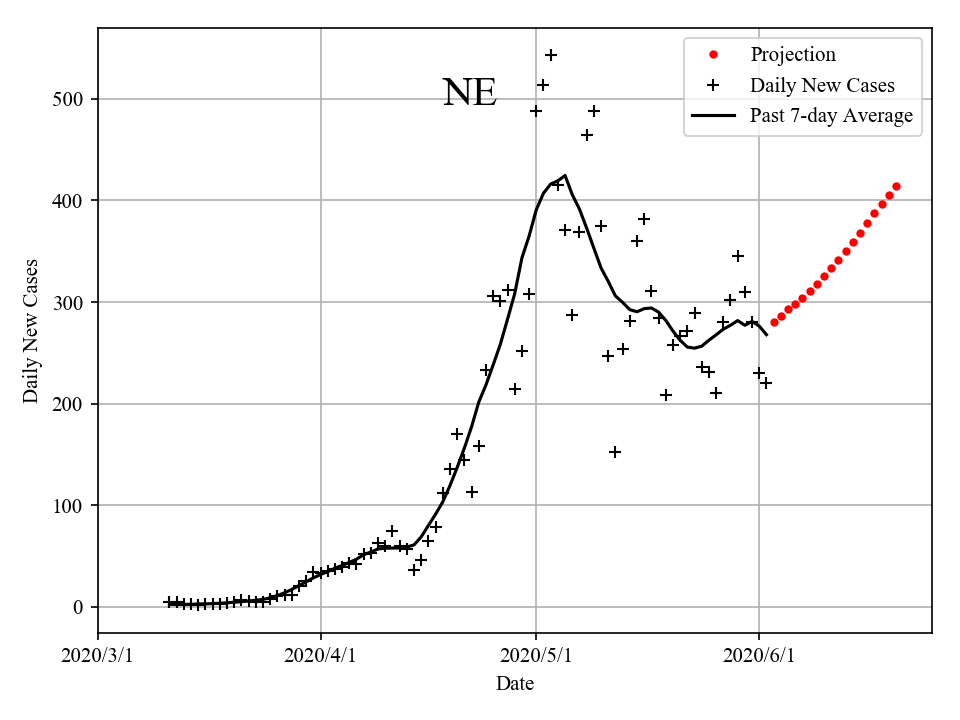 NE
Projection
Daily New Cases
Past 7-day Average
500
400
300
200
100
0
Daily New Cases
2020/3/1 2020/4/1 2020/5/1 2020/6/1
Date